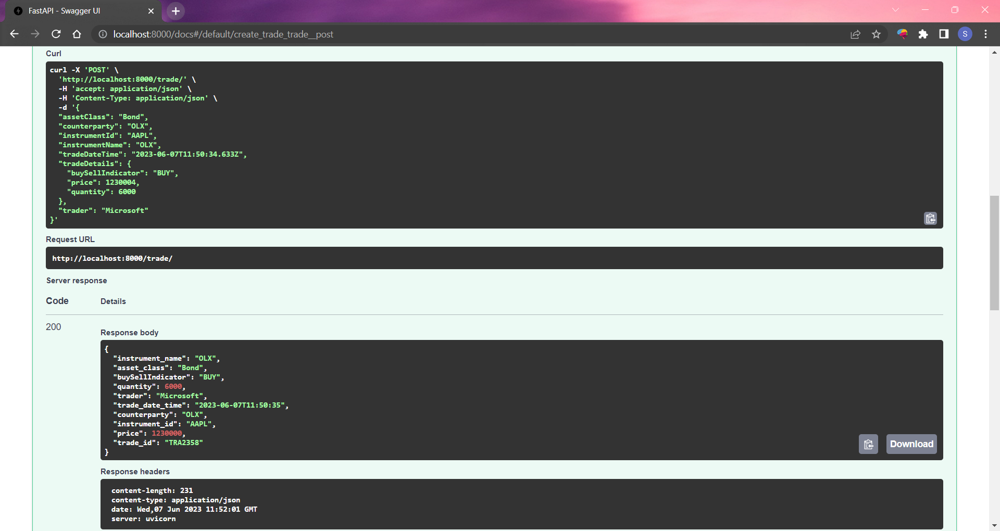 FastAPI - Swagger UI
localhost:8000/docs#/default/create_trade_trade__post
S
Curl
curl -X 'POST' \
  'http://localhost:8000/trade/' \
  -H 'accept: application/json' \
  -H 'Content-Type: application/json' \
  -d '{
  "assetClass": "Bond",
  "counterparty": "OLX",
  "instrumentId": "AAPL",
  "instrumentName": "OLX",
  "tradeDateTime": "2023-06-07T11:50:34.633Z",
  "tradeDetails": {
    "buySellIndicator": "BUY",
    "price": 1230004,
    "quantity": 6000
  },
  "trader": "Microsoft"
}'
Request URL
http://localhost:8000/trade/
Server response
Code Details
200
Response body
{
  "instrument_name": "OLX",
  "asset_class": "Bond",
  "buySellIndicator": "BUY",
  "quantity": 6000,
  "trader": "Microsoft",
  "trade_date_time": "2023-06-07T11:50:35",
  "counterparty": "OLX",
  "instrument_id": "AAPL",
  "price": 1230000,
  "trade_id": "TRA2358"
}
Download
Response headers
content-length: 231
content-type: application/json
date: Wed,07 Jun 2023 11:52:01 GMT
server: uvicorn